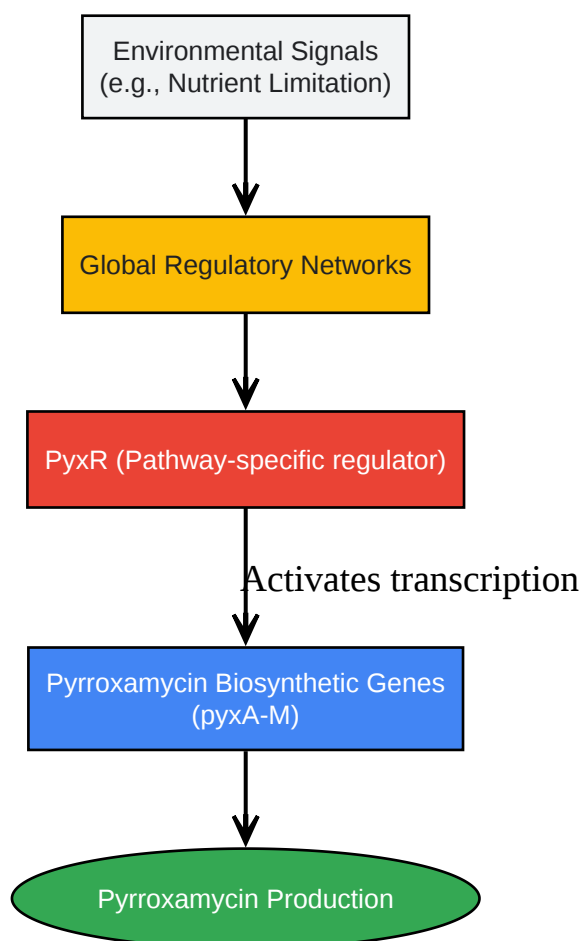 Environmental Signals
(e.g., Nutrient Limitation)
Global Regulatory Networks
PyxR (Pathway-specific regulator)
Activates transcription
Pyrroxamycin Biosynthetic Genes
(pyxA-M)
Pyrroxamycin Production